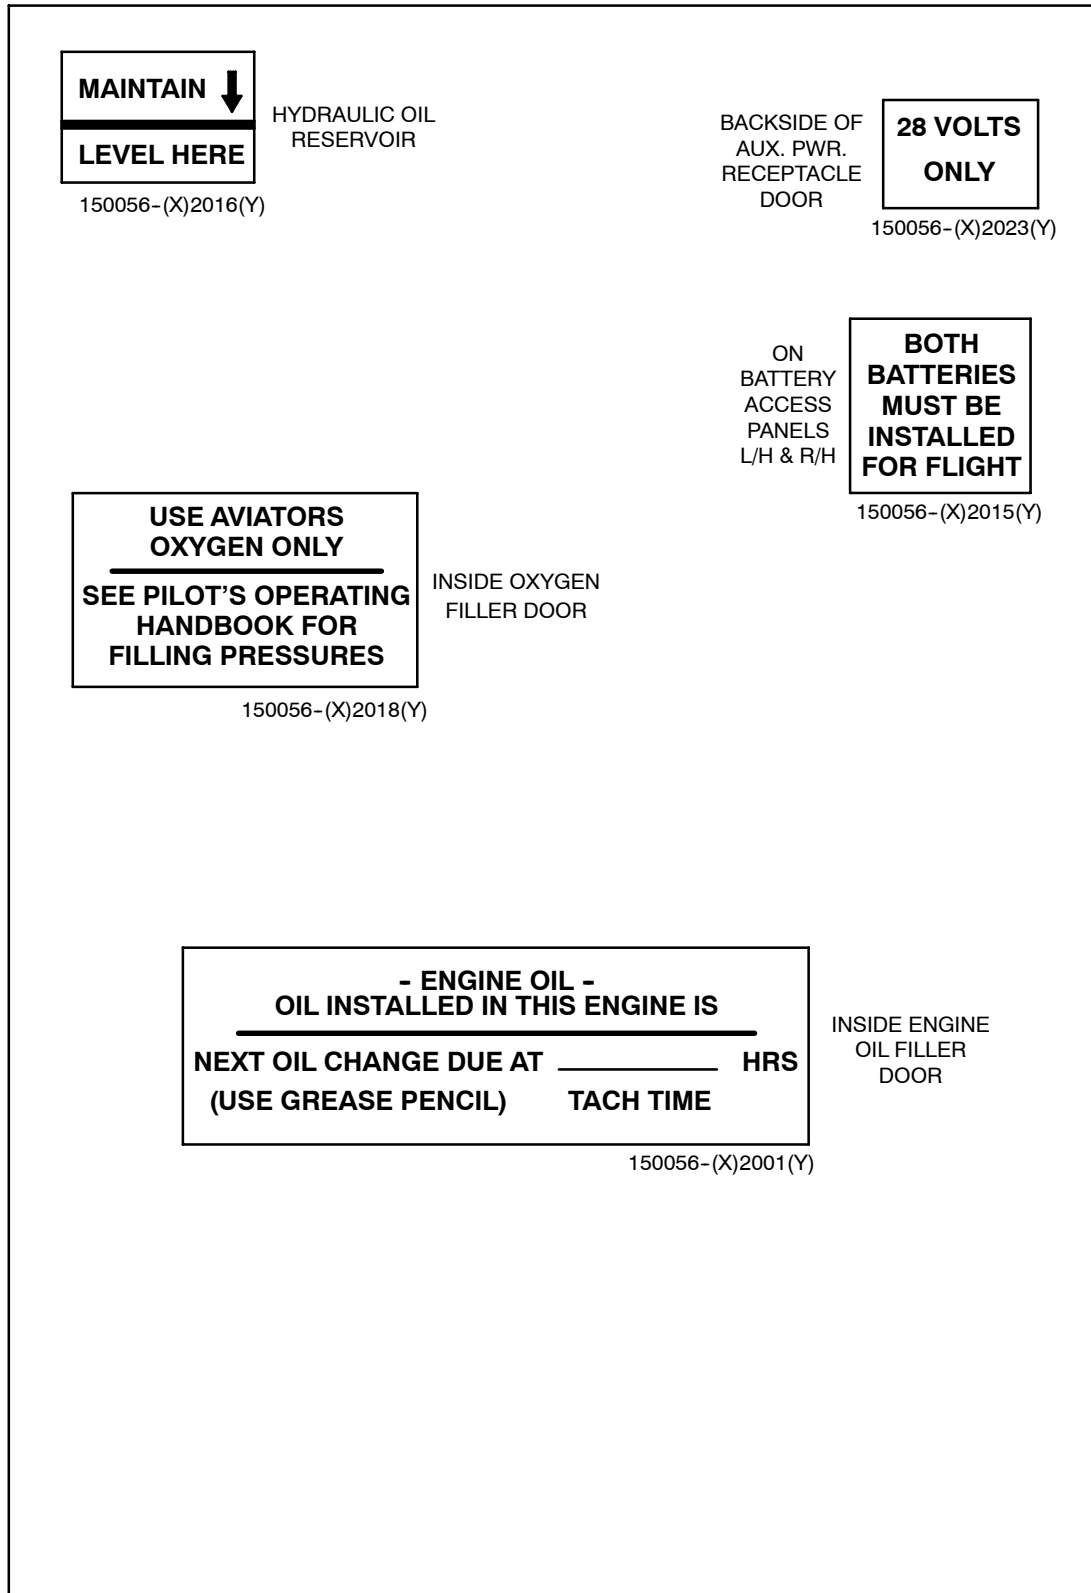 MAINTAIN
LEVEL HERE
150056-(X)2016(Y)
HYDRAULIC OIL
RESERVOIR
BACKSIDE OF
AUX. PWR.
RECEPTACLE
DOOR
28 VOLTS
ONLY
150056-(X)2023(Y)
ON
BATTERY
ACCESS
PANELS
L/H & R/H
BOTH
BATTERIES
MUST BE
INSTALLED
FOR FLIGHT
150056-(X)2015(Y)
USE AVIATORS
OXYGEN ONLY
SEE PILOT'S OPERATING
HANDBOOK FOR
FILLING PRESSURES
150056-(X)2018(Y)
INSIDE OXYGEN
FILLER DOOR
- ENGINE OIL -
OIL INSTALLED IN THIS ENGINE IS
NEXT OIL CHANGE DUE AT __________ HRS
(USE GREASE PENCIL) TACH TIME
150056-(X)2001(Y)
INSIDE ENGINE
OIL FILLER
DOOR